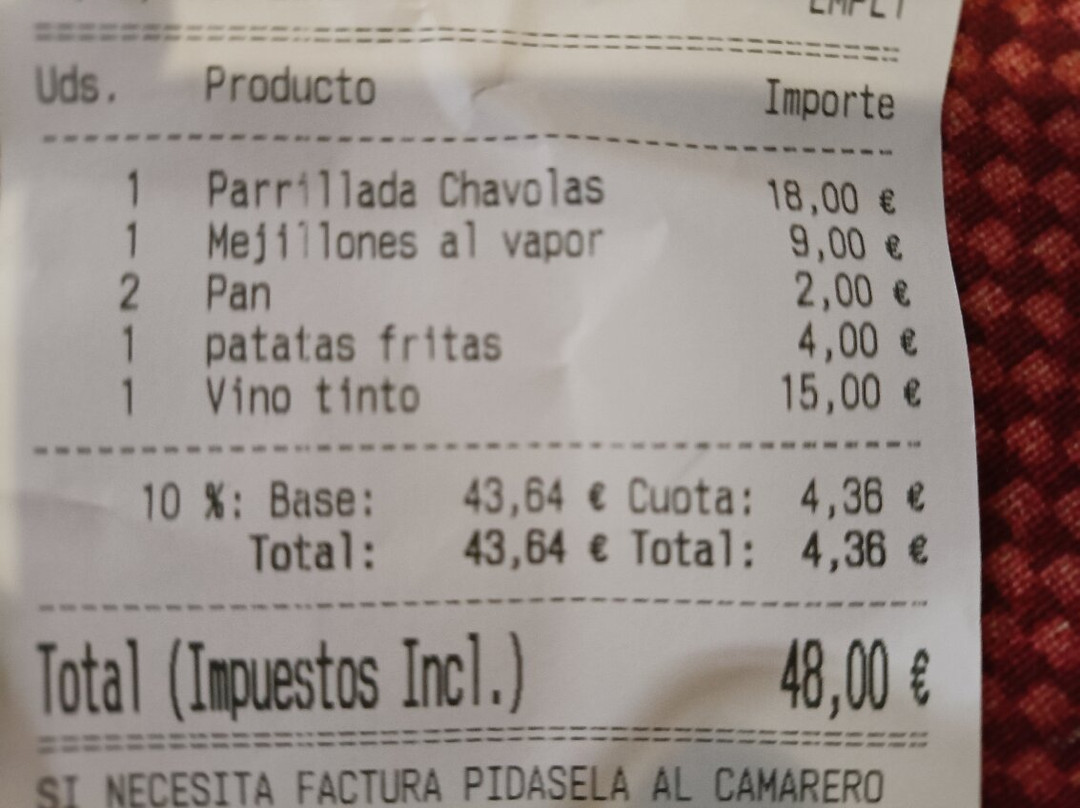 Uds. Producto Importe
1 Parrillada Chavolas 18,00 €
1 Mejillones al vapor 9,00 €
2 Pan 2,00 €
1 patatas fritas 4,00 €
1 Vino tinto 15,00 €
10 %: Base: 43,64 € Cuota: 4,36 €
Total: 43,64 € Total: 4,36 €
Total (Impuestos Incl.) 48,00 €
SI NECESITA FACTURA PIDASELA AL CAMARERO